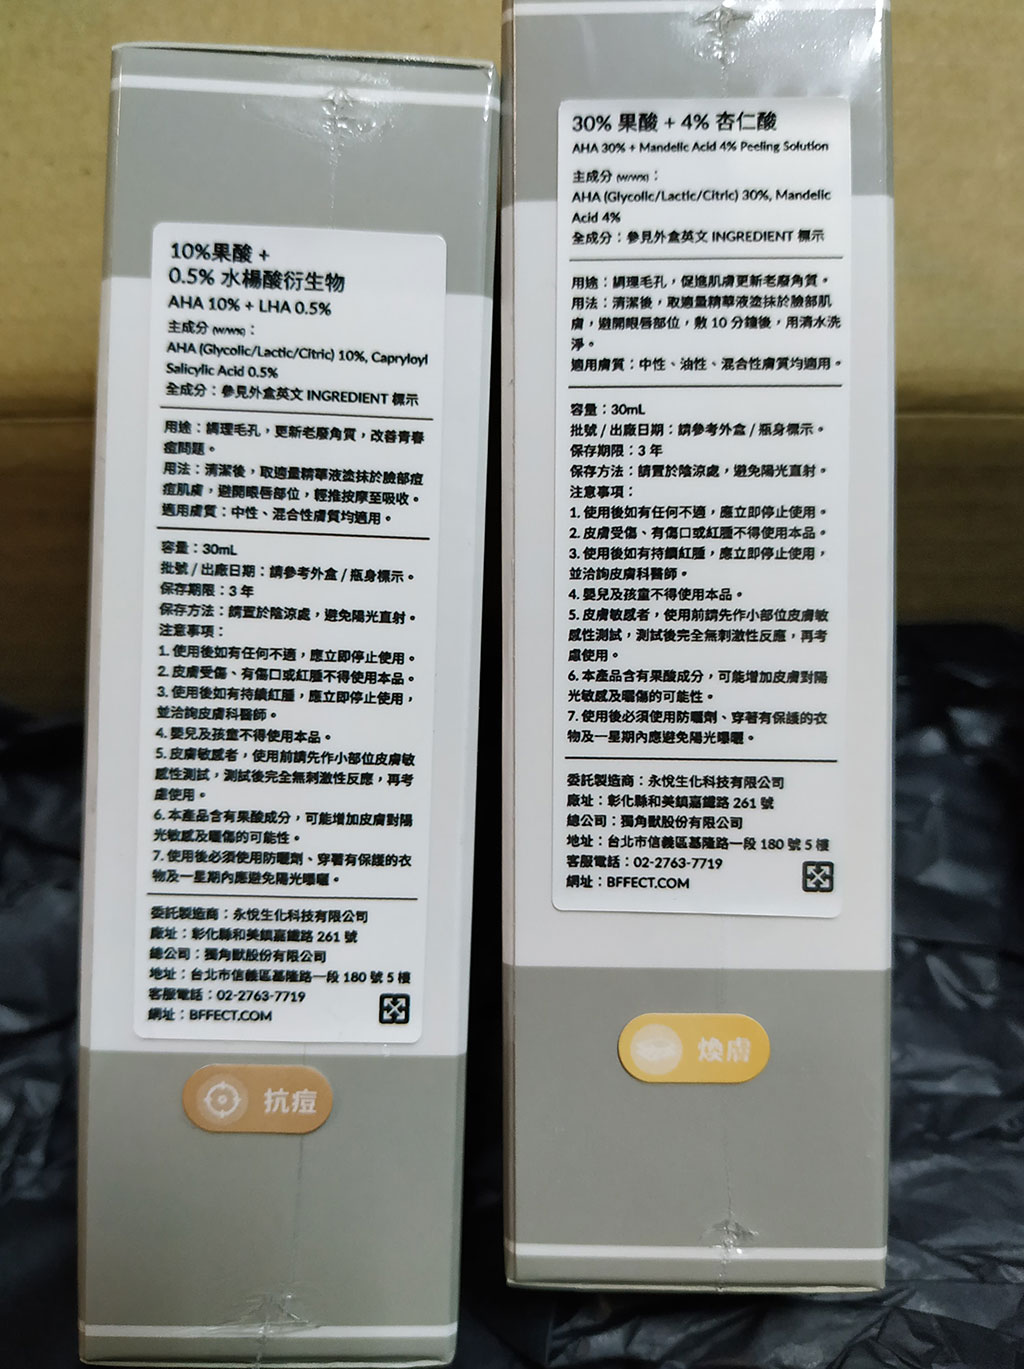 10%果酸 +
0.5% 水楊酸衍生物
AHA 10% + LHA 0.5%
主成分 (W/W%)：
AHA (Glycolic/Lactic/Citric) 10%, Capryloyl
Salicylic Acid 0.5%
全成分：參見外盒英文 INGREDIENT 標示
用途：調理毛孔，更新老廢角質，改善青春
痘問題。
用法：清潔後，取適量精華液塗抹於臉部痘
痘肌膚，避開眼唇部位，輕推按摩至吸收。
適用膚質：中性、混合性膚質均適用。
容量：30mL
批號 / 出廠日期：請參考外盒 / 瓶身標示。
保存期限：3 年
保存方法：請置於陰涼處，避免陽光直射。
注意事項：
1. 使用後如有任何不適，應立即停止使用。
2. 皮膚受傷、有傷口或紅腫不得使用本品。
3. 使用後如有持續紅腫，應立即停止使用，
並洽詢皮膚科醫師。
4. 嬰兒及孩童不得使用本品。
5. 皮膚敏感者，使用前請先作小部位皮膚敏
感性測試，測試後完全無刺激性反應，再考
慮使用。
6. 本產品含有果酸成分，可能增加皮膚對陽
光敏感及曬傷的可能性。
7. 使用後必須使用防曬劑、穿著有保護的衣
物及一星期內應避免陽光曝曬。
委託製造商：永悅生化科技有限公司
廠址：彰化縣和美鎮嘉鐵路 261 號
總公司：獨角獸股份有限公司
地址：台北市信義區基隆路一段 180 號 5 樓
客服電話：02-2763-7719
網址：BFFECT.COM
抗痘
30% 果酸 + 4% 杏仁酸
AHA 30% + Mandelic Acid 4% Peeling Solution
主成分 (W/W%)：
AHA (Glycolic/Lactic/Citric) 30%, Mandelic
Acid 4%
全成分：參見外盒英文 INGREDIENT 標示
用途：調理毛孔，促進肌膚更新老廢角質。
用法：清潔後，取適量精華液塗抹於臉部肌
膚，避開眼唇部位，敷 10 分鐘後，用清水洗
淨。
適用膚質：中性、油性、混合性膚質均適用。
容量：30mL
批號 / 出廠日期：請參考外盒 / 瓶身標示。
保存期限：3 年
保存方法：請置於陰涼處，避免陽光直射。
注意事項：
1. 使用後如有任何不適，應立即停止使用。
2. 皮膚受傷、有傷口或紅腫不得使用本品。
3. 使用後如有持續紅腫，應立即停止使用，
並洽詢皮膚科醫師。
4. 嬰兒及孩童不得使用本品。
5. 皮膚敏感者，使用前請先作小部位皮膚敏
感性測試，測試後完全無刺激性反應，再考
慮使用。
6. 本產品含有果酸成分，可能增加皮膚對陽
光敏感及曬傷的可能性。
7. 使用後必須使用防曬劑、穿著有保護的衣
物及一星期內應避免陽光曝曬。
委託製造商：永悅生化科技有限公司
廠址：彰化縣和美鎮嘉鐵路 261 號
總公司：獨角獸股份有限公司
地址：台北市信義區基隆路一段 180 號 5 樓
客服電話：02-2763-7719
網址：BFFECT.COM
煥膚